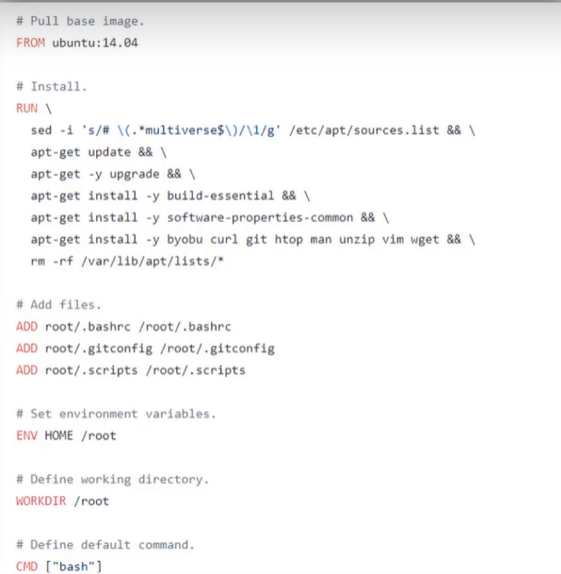 # Pull base image.
FROM ubuntu:14.04
# Install.
RUN \
sed -i 's/# \(.*multiverse$\)/\1/g' /etc/apt/sources.list && \
apt-get update && \
apt-get -y upgrade && \
apt-get install -y build-essential && \
apt-get install -y software-properties-common && \
apt-get install -y byobu curl git htop man unzip vim wget && \
rm -rf /var/lib/apt/lists/*
# Add files.
ADD root/.bashrc /root/.bashrc
ADD root/.gitconfig /root/.gitconfig
ADD root/.scripts /root/.scripts
# Set environment variables.
ENV HOME /root
# Define working directory.
WORKDIR /root
# Define default command.
CMD ["bash"]